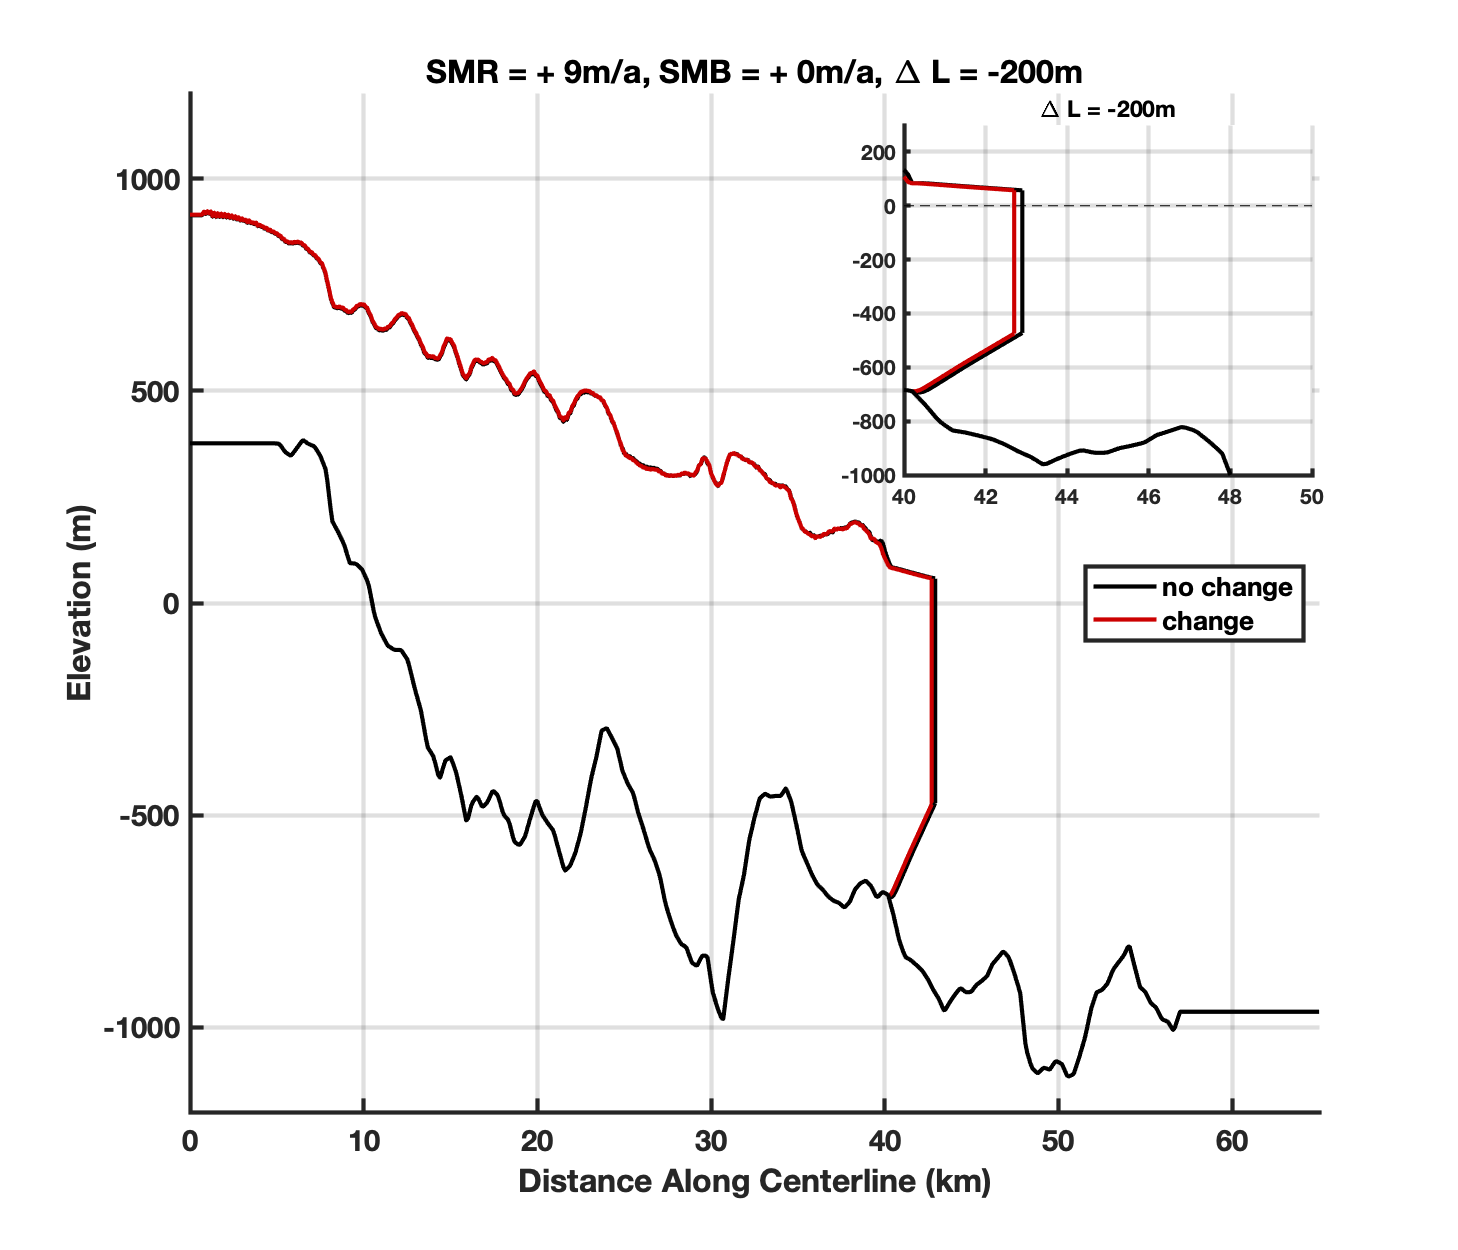 SMR = + 9m/a, SMB = + 0m/a, Δ L = -200m
Δ L = -200m
200
0
-200
-400
-600
-800
-1000
40 42 44 46 48 50
1000
500
0
-500
-1000
Elevation (m)
no change
change
0 10 20 30 40 50 60
Distance Along Centerline (km)